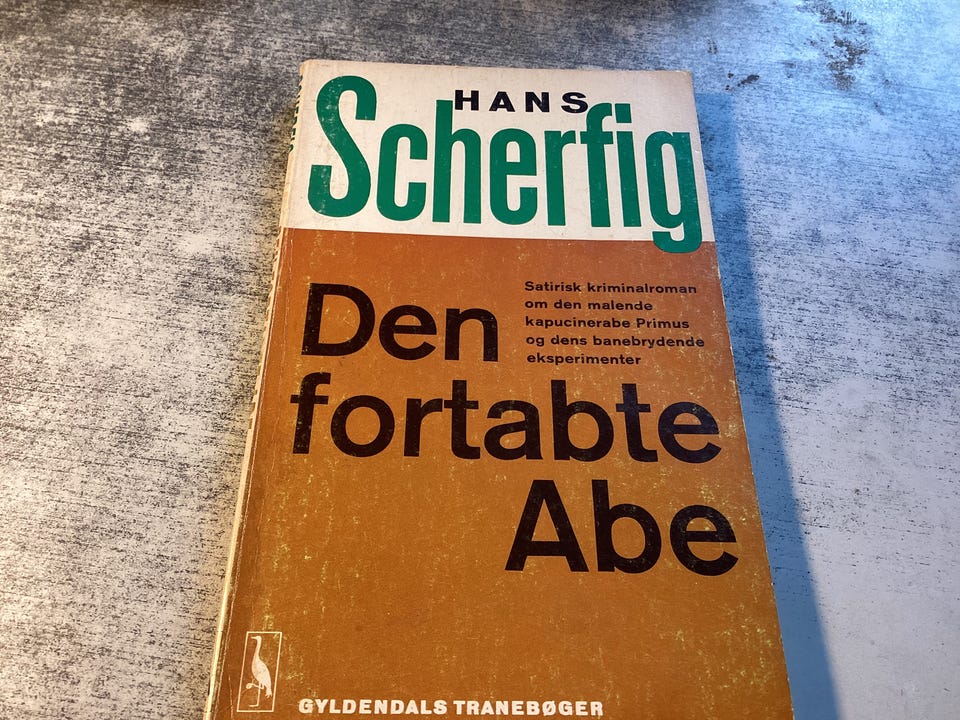 HANS
Scherfig
Den
fortabte
Abe
Satirisk kriminalroman
om den malende
kapucinerabe Primus
og dens banebrydende
eksperimenter
GYLDENDALS TRANEBØGER